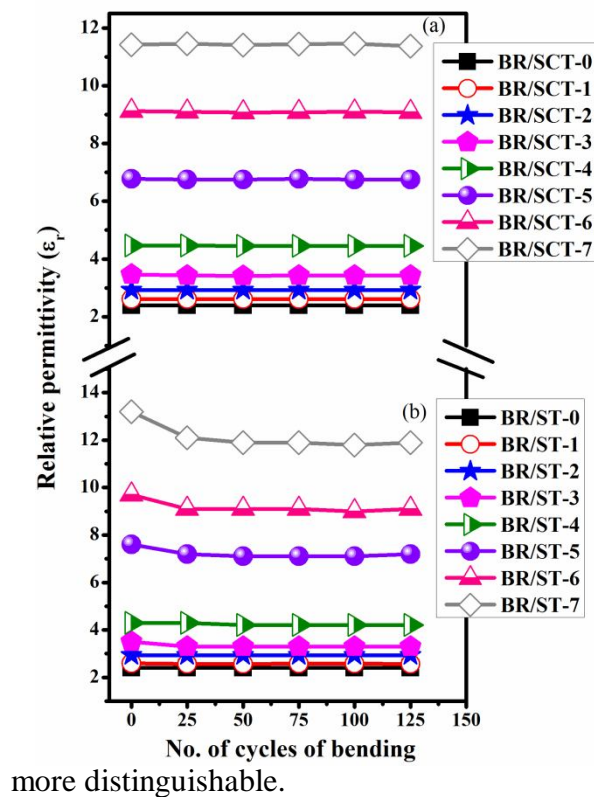 12
10
8
6
4
2
(a)
BR/SCT-0
BR/SCT-1
BR/SCT-2
BR/SCT-3
BR/SCT-4
BR/SCT-5
BR/SCT-6
BR/SCT-7
Relative permittivity (εr)
14
12
10
8
6
4
2
(b)
BR/ST-0
BR/ST-1
BR/ST-2
BR/ST-3
BR/ST-4
BR/ST-5
BR/ST-6
BR/ST-7
0 25 50 75 100 125 150
No. of cycles of bending
more distinguishable.